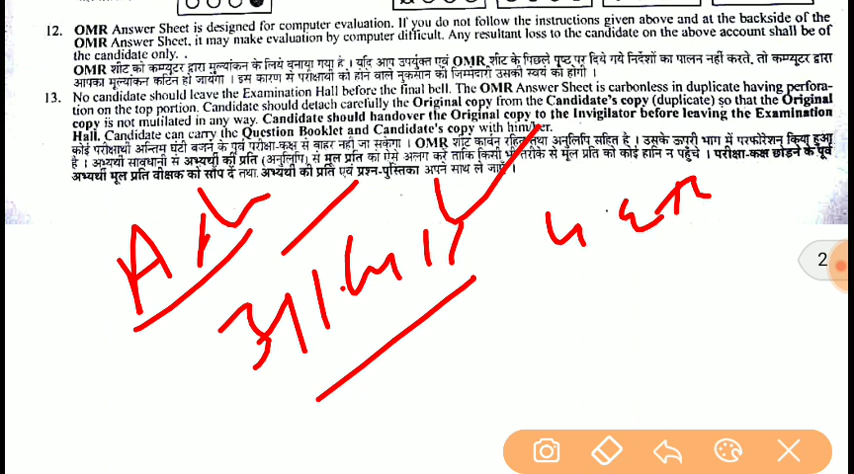 12. OMR Answer Sheet is designed for computer evaluation. If you do not follow the instructions given above and at the backside of the
OMR Answer Sheet, it may make evaluation by computer difficult. Any resultant loss to the candidate on the above account shall be of
the candidate only. .
OMR शीट को कम्प्यूटर द्वारा मूल्यांकन के लिये बनाया गया है । यदि आप उपर्युक्त एवं OMR शीट के पिछले पृष्ट पर दिये गये निर्देशों का पालन नहीं करते, तो कम्प्यूटर द्वारा
आपका मूल्यांकन कठिन हो जायेगा । इस कारण से परीक्षार्थी को होने वाले नुकसान की जिम्मेदारी उसकी स्वयं की होगी ।
13. No candidate should leave the Examination Hall before the final bell. The OMR Answer Sheet is carbonless in duplicate having perfora-
tion on the top portion. Candidate should detach carefully the Original copy from the Candidate's copy (duplicate) so that the Original
copy is not mutilated in any way. Candidate should handover the Original copy to the Invigilator before leaving the Examination
Hall. Candidate can carry the Question Booklet and Candidate's copy with him/her.
कोई परीक्षार्थी अन्तिम घंटी बजने के पूर्व परीक्षा-कक्ष से बाहर नहीं जा सकेगा । OMR शीट कार्बन रहित तथा अनुलिपि सहित है । उसके ऊपरी भाग में परफोरेशन किया हुआ
है । अभ्यर्थी सावधानी से अभ्यर्थी की प्रति (अनुलिपि) से मूल प्रति को ऐसे अलग करें ताकि किसी भी तरीके से मूल प्रति को कोई हानि न पहुँचे । परीक्षा-कक्ष छोड़ने के पूर्व
अभ्यर्थी मूल प्रति वीक्षक को सौंप दें तथा अभ्यर्थी की प्रति एवं प्रश्न-पुस्तिका अपने साथ ले जाएँ ।
2